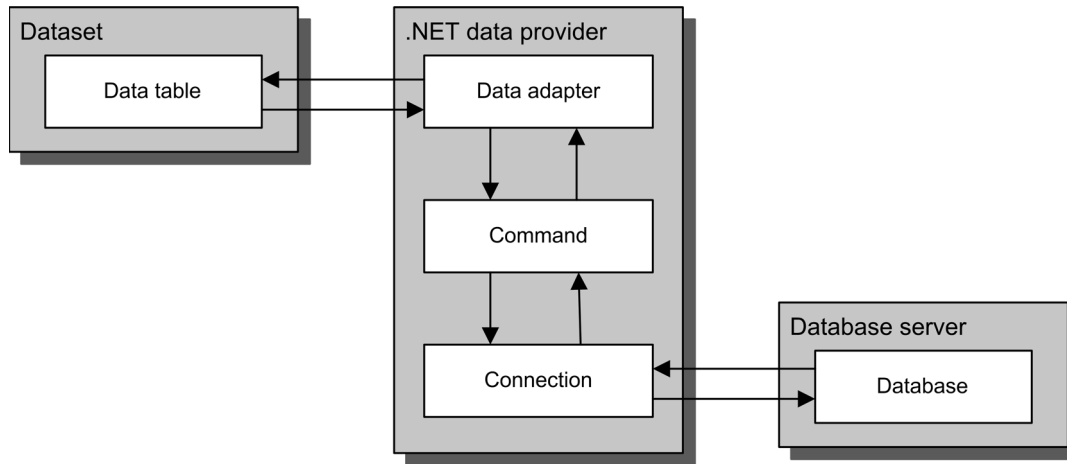 Dataset
Data table
.NET data provider
Data adapter
Command
Connection
Database server
Database